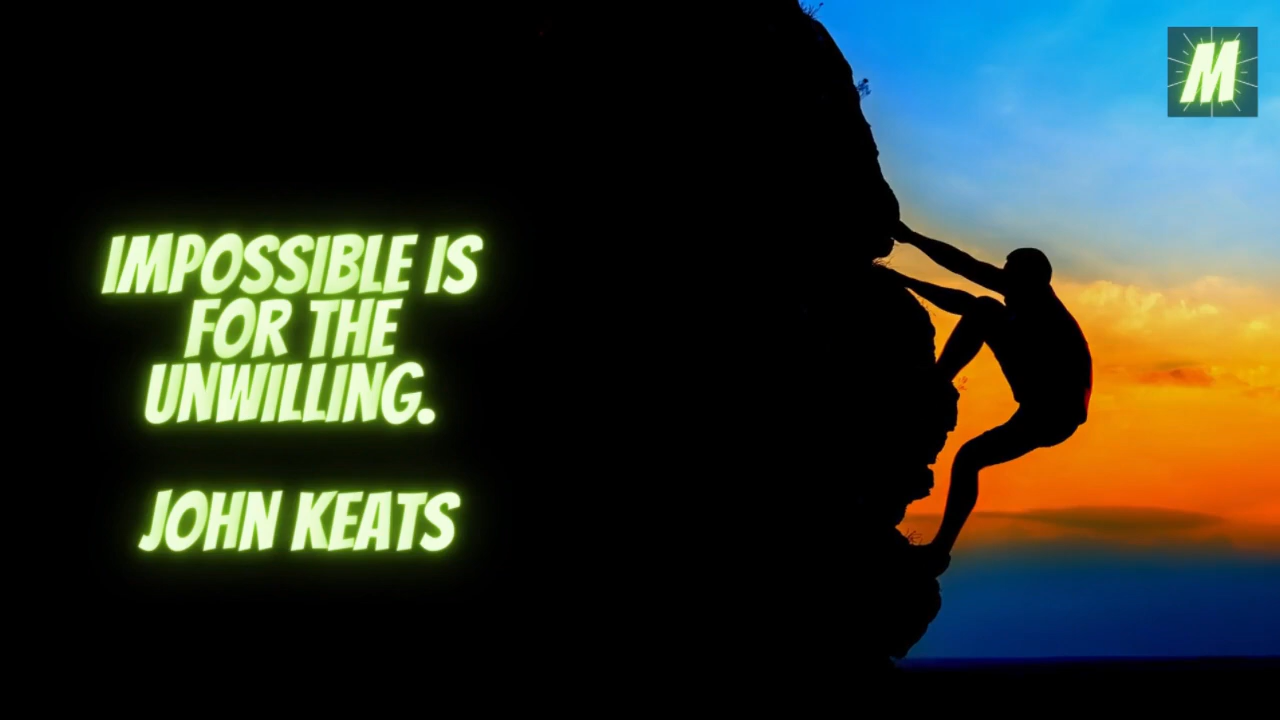 IMPOSSIBLE IS
FOR THE
UNWILLING.
JOHN KEATS
M